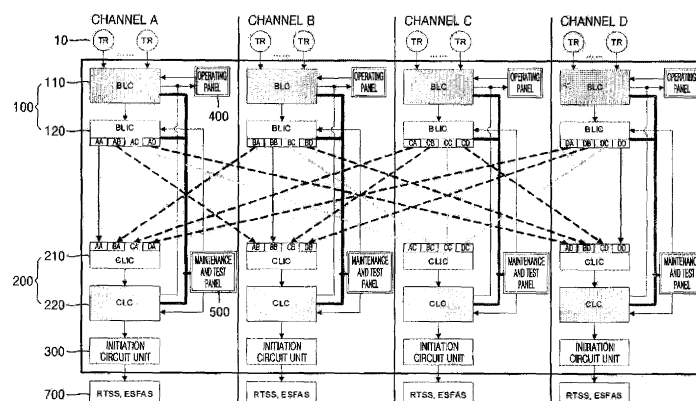 CHANNEL A CHANNEL B CHANNEL C CHANNEL D
10 TR TR TR TR TR TR TR TR
110 BLC OPERATING PANEL BLC OPERATING PANEL BLC OPERATING PANEL BLC OPERATING PANEL
100 400
120 BLIC BLIC BLIC BLIC
AA AB AC AD BA BB BC BD CA CB CC CD DA DB DC DD
AA BA CA DA AB BB CB DB AC BC CC DC AD BD CD DD
210 CLIC CLIC CLIC CLIC
200 MAINTENANCE AND TEST PANEL MAINTENANCE AND TEST PANEL MAINTENANCE AND TEST PANEL MAINTENANCE AND TEST PANEL
220 CLC 500 CLC CLC CLC
300 INITIATION CIRCUIT UNIT INITIATION CIRCUIT UNIT INITIATION CIRCUIT UNIT INITIATION CIRCUIT UNIT
700 RTSS, ESFAS RTSS, ESFAS RTSS, ESFAS RTSS, ESFAS